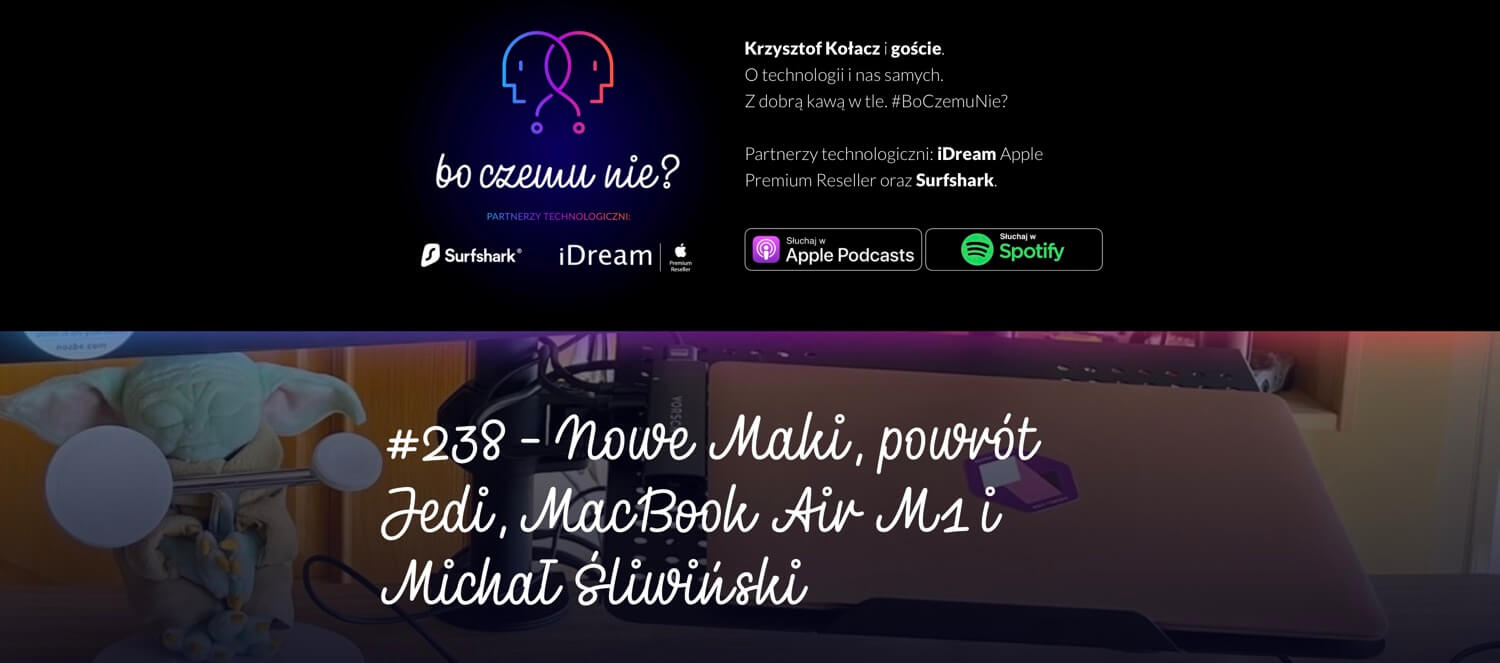 bo czemu nie?
PARTNERZY TECHNOLOGICZNI:
Surfshark®
iDream
Premium
Reseller
Krzysztof Kołacz i goście.
O technologii i nas samych.
Z dobrą kawą w tle. #BoCzemuNie?
Partnerzy technologiczni: iDream Apple
Premium Reseller oraz Surfshark.
Słuchaj w
Apple Podcasts
Słuchaj w
Spotify
nozbe.com
#238 - Nowe Maki, powrót
Jedi, MacBook Air M1 i
Michał Śliwiński